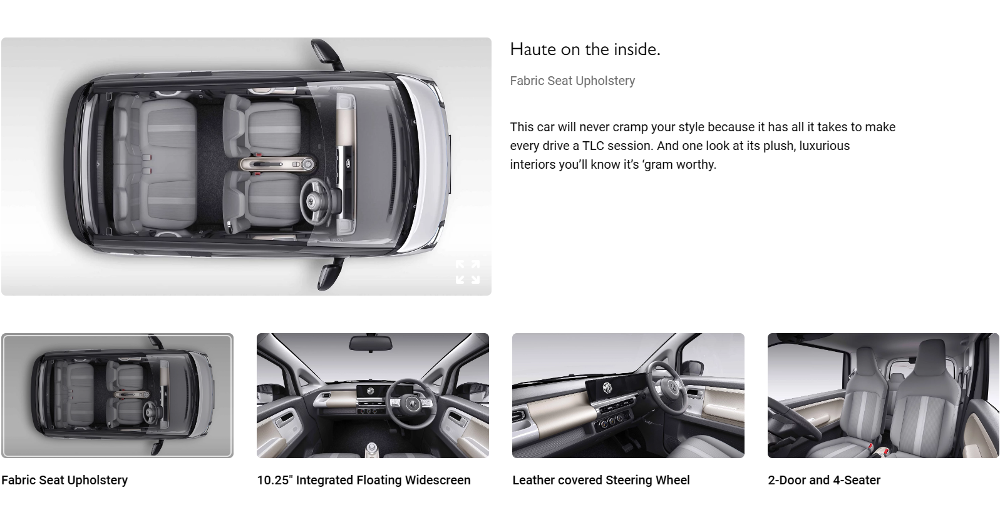 Haute on the inside.
Fabric Seat Upholstery
This car will never cramp your style because it has all it takes to make
every drive a TLC session. And one look at its plush, luxurious
interiors you’ll know it’s ‘gram worthy.
Fabric Seat Upholstery
10.25" Integrated Floating Widescreen
Leather covered Steering Wheel
2-Door and 4-Seater